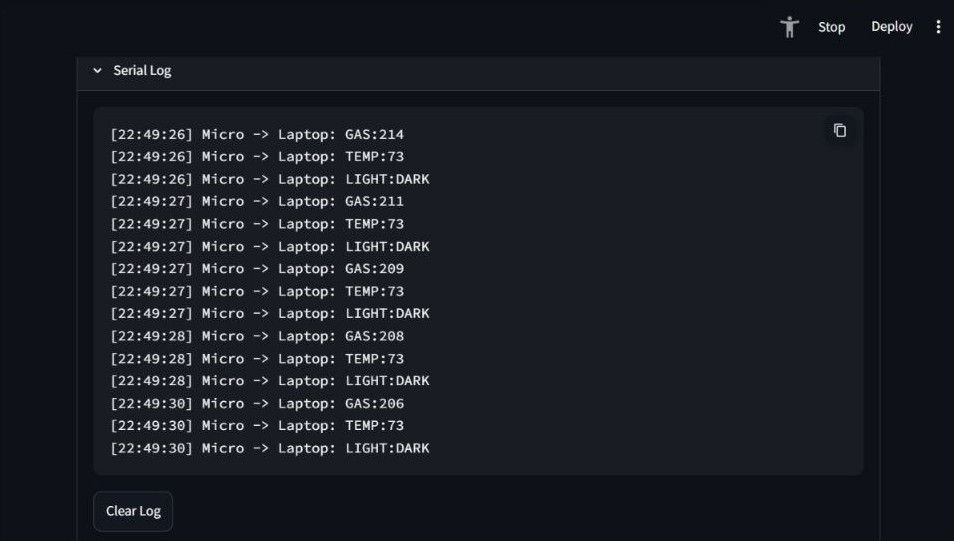 Stop
Deploy
Serial Log
[22:49:26] Micro -> Laptop: GAS:214
[22:49:26] Micro -> Laptop: TEMP:73
[22:49:26] Micro -> Laptop: LIGHT:DARK
[22:49:27] Micro -> Laptop: GAS:211
[22:49:27] Micro -> Laptop: TEMP:73
[22:49:27] Micro -> Laptop: LIGHT:DARK
[22:49:27] Micro -> Laptop: GAS:209
[22:49:27] Micro -> Laptop: TEMP:73
[22:49:27] Micro -> Laptop: LIGHT:DARK
[22:49:28] Micro -> Laptop: GAS:208
[22:49:28] Micro -> Laptop: TEMP:73
[22:49:28] Micro -> Laptop: LIGHT:DARK
[22:49:30] Micro -> Laptop: GAS:206
[22:49:30] Micro -> Laptop: TEMP:73
[22:49:30] Micro -> Laptop: LIGHT:DARK
Clear Log